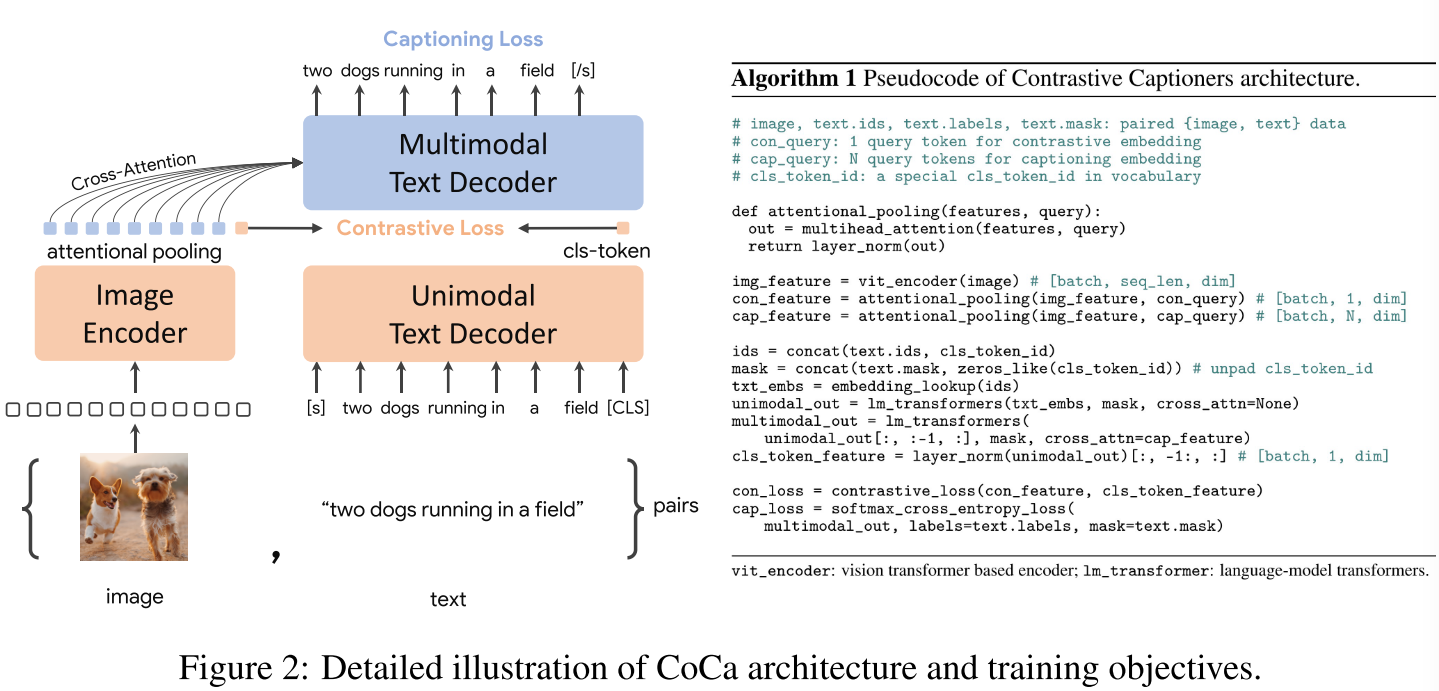 Captioning Loss
two dogs running in a field [/s]
Multimodal
Text Decoder
Cross-Attention
Contrastive Loss
attentional pooling
cls-token
Image
Encoder
Unimodal
Text Decoder
[s] two dogs running in a field [CLS]
“two dogs running in a field”
pairs
,
image
text
Algorithm 1 Pseudocode of Contrastive Captioners architecture.
# image, text.ids, text.labels, text.mask: paired {image, text} data
# con_query: 1 query token for contrastive embedding
# cap_query: N query tokens for captioning embedding
# cls_token_id: a special cls_token_id in vocabulary
def attentional_pooling(features, query):
  out = multihead_attention(features, query)
  return layer_norm(out)
img_feature = vit_encoder(image) # [batch, seq_len, dim]
con_feature = attentional_pooling(img_feature, con_query) # [batch, 1, dim]
cap_feature = attentional_pooling(img_feature, cap_query) # [batch, N, dim]
ids = concat(text.ids, cls_token_id)
mask = concat(text.mask, zeros_like(cls_token_id)) # unpad cls_token_id
txt_embs = embedding_lookup(ids)
unimodal_out = lm_transformers(txt_embs, mask, cross_attn=None)
multimodal_out = lm_transformers(
    unimodal_out[:, :-1, :], mask, cross_attn=cap_feature)
cls_token_feature = layer_norm(unimodal_out)[:, -1:, :] # [batch, 1, dim]
con_loss = contrastive_loss(con_feature, cls_token_feature)
cap_loss = softmax_cross_entropy_loss(
    multimodal_out, labels=text.labels, mask=text.mask)
vit_encoder: vision transformer based encoder; lm_transformer: language-model transformers.
Figure 2: Detailed illustration of CoCa architecture and training objectives.